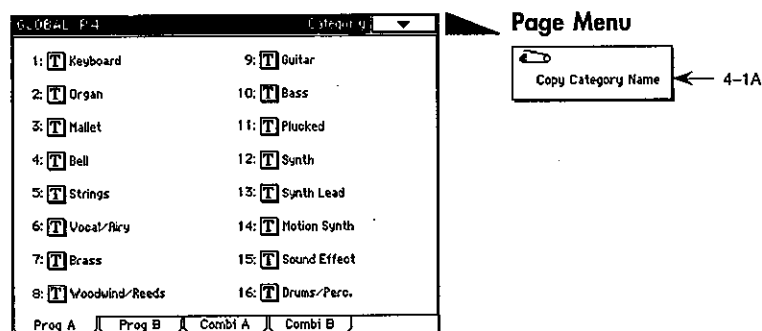 GLOBAL P4 Category
Page Menu
1: T Keyboard
2: T Organ
3: T Mallet
4: T Bell
5: T Strings
6: T Vocal/Airy
7: T Brass
8: T Woodwind/Reeds
9: T Guitar
10: T Bass
11: T Plucked
12: T Synth
13: T Synth Lead
14: T Motion Synth
15: T Sound Effect
16: T Drums/Perc.
Prog A Prog B Combi A Combi B
Copy Category Name
4–1A